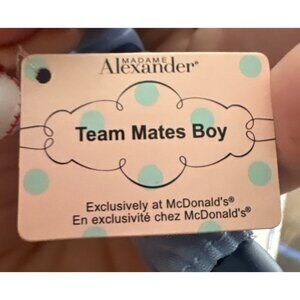 MADAME
Alexander®
Team Mates Boy
Exclusively at McDonald's®
En exclusivité chez McDonald's®